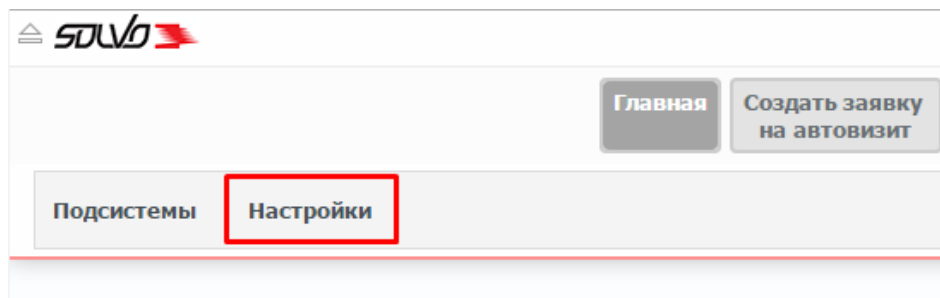 SOLVO
Главная
Создать заявку
на автовизит
Подсистемы
Настройки